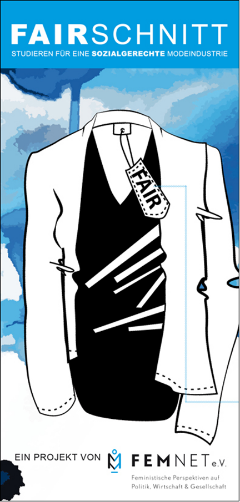 FAIRSCHNITT
STUDIEREN FÜR EINE SOZIALGERECHTE MODEINDUSTRIE
F
FAIR
EIN PROJEKT VON
FEMNET e.V.
Feministische Perspektiven auf
Politik, Wirtschaft & Gesellschaft